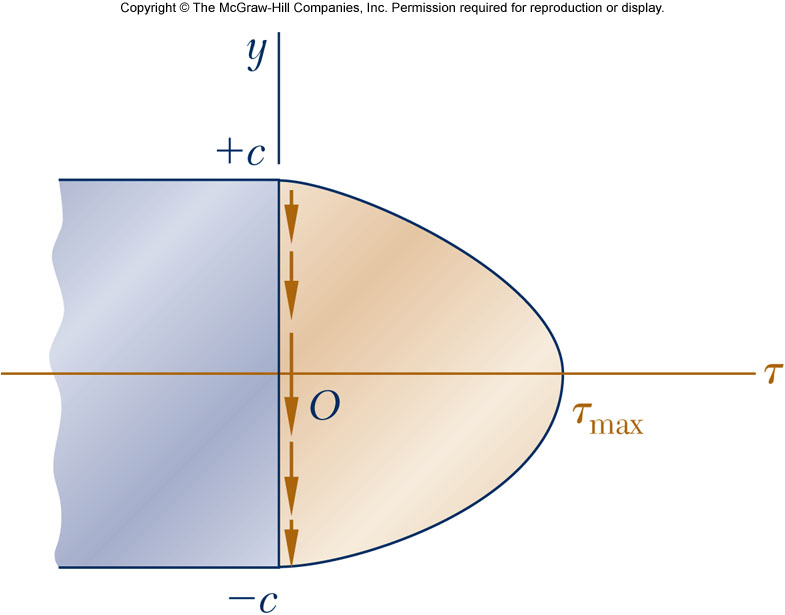 Copyright © The McGraw-Hill Companies, Inc. Permission required for reproduction or display.
y
+c
τ
O
τmax
−c